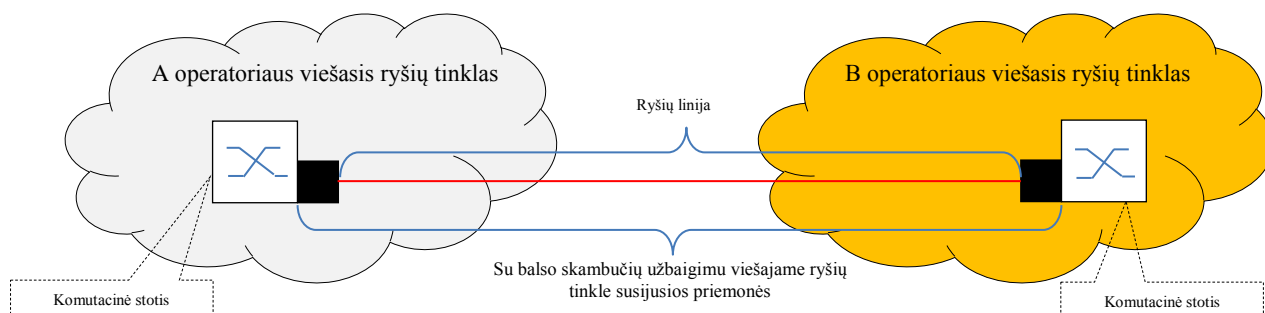 A operatoriaus viešasis ryšių tinklas
B operatoriaus viešasis ryšių tinklas
Ryšių linija
Su balso skambučių užbaigimu viešajame ryšių
tinkle susijusios priemonės
Komutacinė stotis
Komutacinė stotis